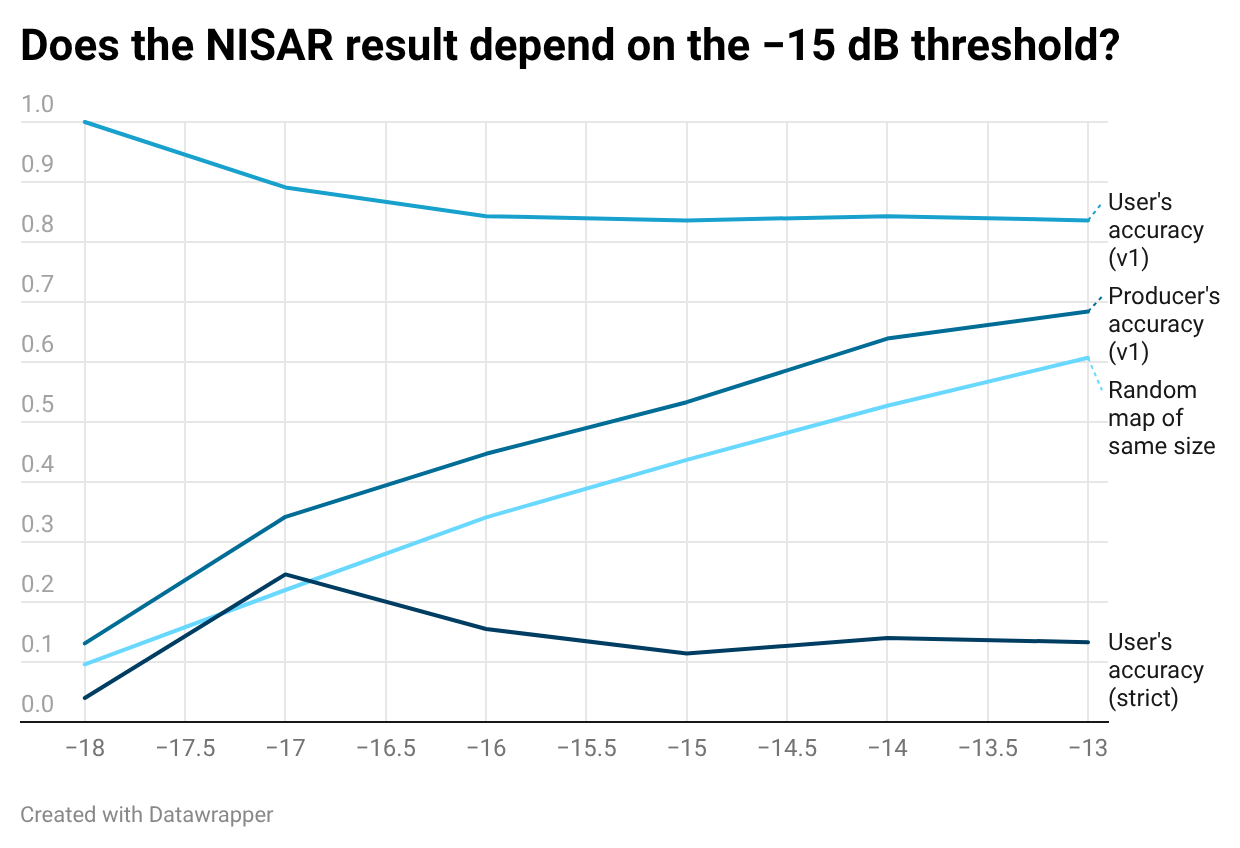 Does the NISAR result depend on the −15 dB threshold?
1.0
0.9
0.8
0.7
0.6
0.5
0.4
0.3
0.2
0.1
0.0
User's
accuracy
(v1)
Producer's
accuracy
(v1)
Random
map of
same size
User's
accuracy
(strict)
−18 −17.5 −17 −16.5 −16 −15.5 −15 −14.5 −14 −13.5 −13
Created with Datawrapper